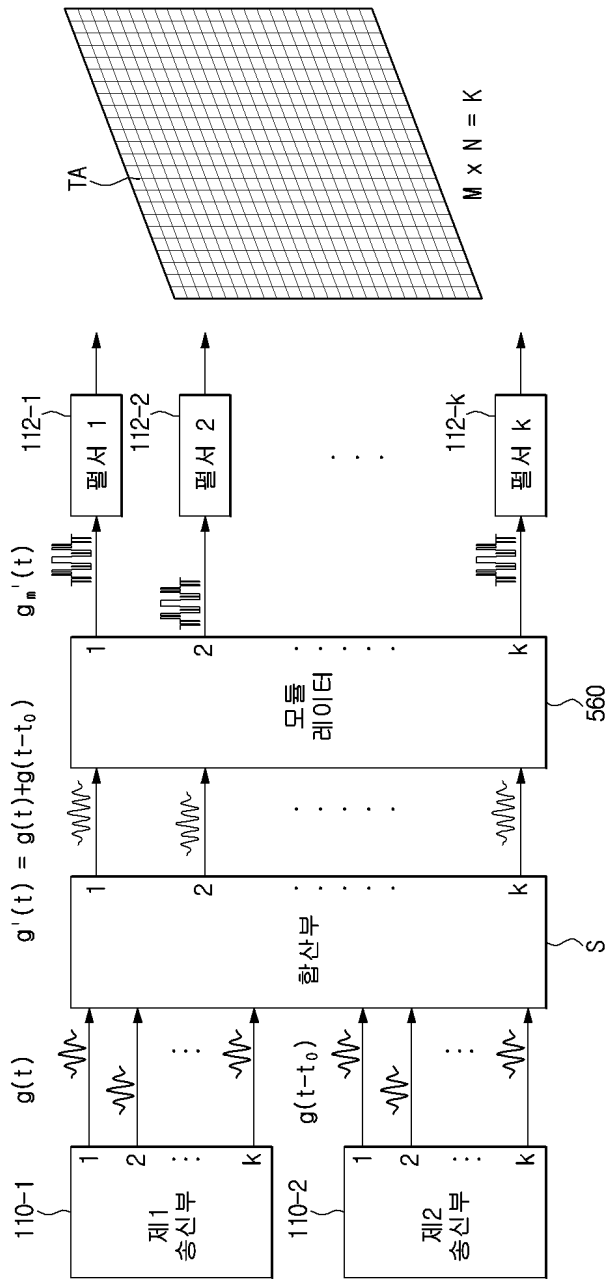 110-1
제1
송신부
1
2
k
g(t)
110-2
제2
송신부
1
2
k
g(t-t₀)
합산부
1
2
k
S
g'(t) = g(t)+g(t-t₀)
모듈
레이터
1
2
k
560
gₘ'(t)
112-1
펄서 1
112-2
펄서 2
112-k
펄서 k
TA
M x N = K